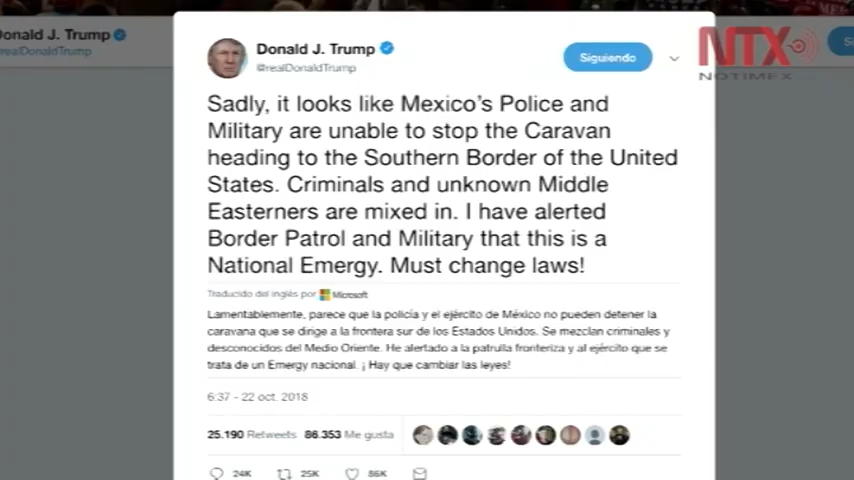 Donald J. Trump
@realDonaldTrump
Siguiendo
NTX
NOTIMEX
Sadly, it looks like Mexico's Police and
Military are unable to stop the Caravan
heading to the Southern Border of the United
States. Criminals and unknown Middle
Easterners are mixed in. I have alerted
Border Patrol and Military that this is a
National Emergy. Must change laws!
Traducido del inglés por Microsoft
Lamentablemente, parece que la policía y el ejército de México no pueden detener la
caravana que se dirige a la frontera sur de los Estados Unidos. Se mezclan criminales y
desconocidos del Medio Oriente. He alertado a la patrulla fronteriza y al ejército que se
trata de un Emergy nacional. ¡ Hay que cambiar las leyes!
6:37 - 22 oct. 2018
25.190 Retweets 86.353 Me gusta
24K 25K 86K
Donald J. Trump
realDonaldTrump